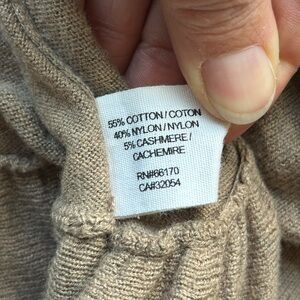 55% COTTON / COTON
40% NYLON / NYLON
5% CASHMERE /
CACHEMIRE
RN#66170
CA#32054